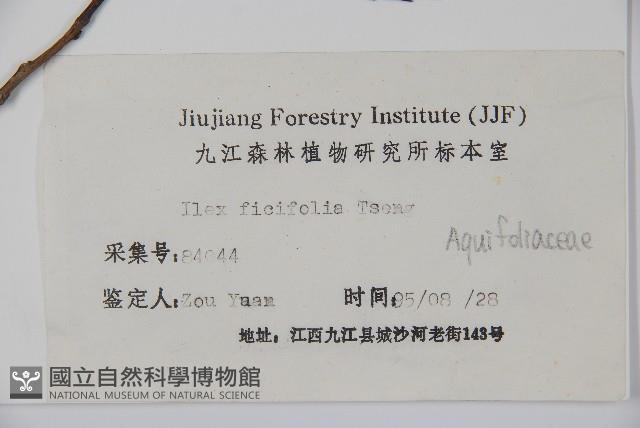 Jiujiang Forestry Institute (JJF)
九江森林植物研究所标本室
Ilex ficifolia Tseng
Aquifoliaceae
采集号:84044
鉴定人:Zou Yuan 时间:95/08 /28
地址: 江西九江县城沙河老街143号
國立自然科學博物館
NATIONAL MUSEUM OF NATURAL SCIENCE